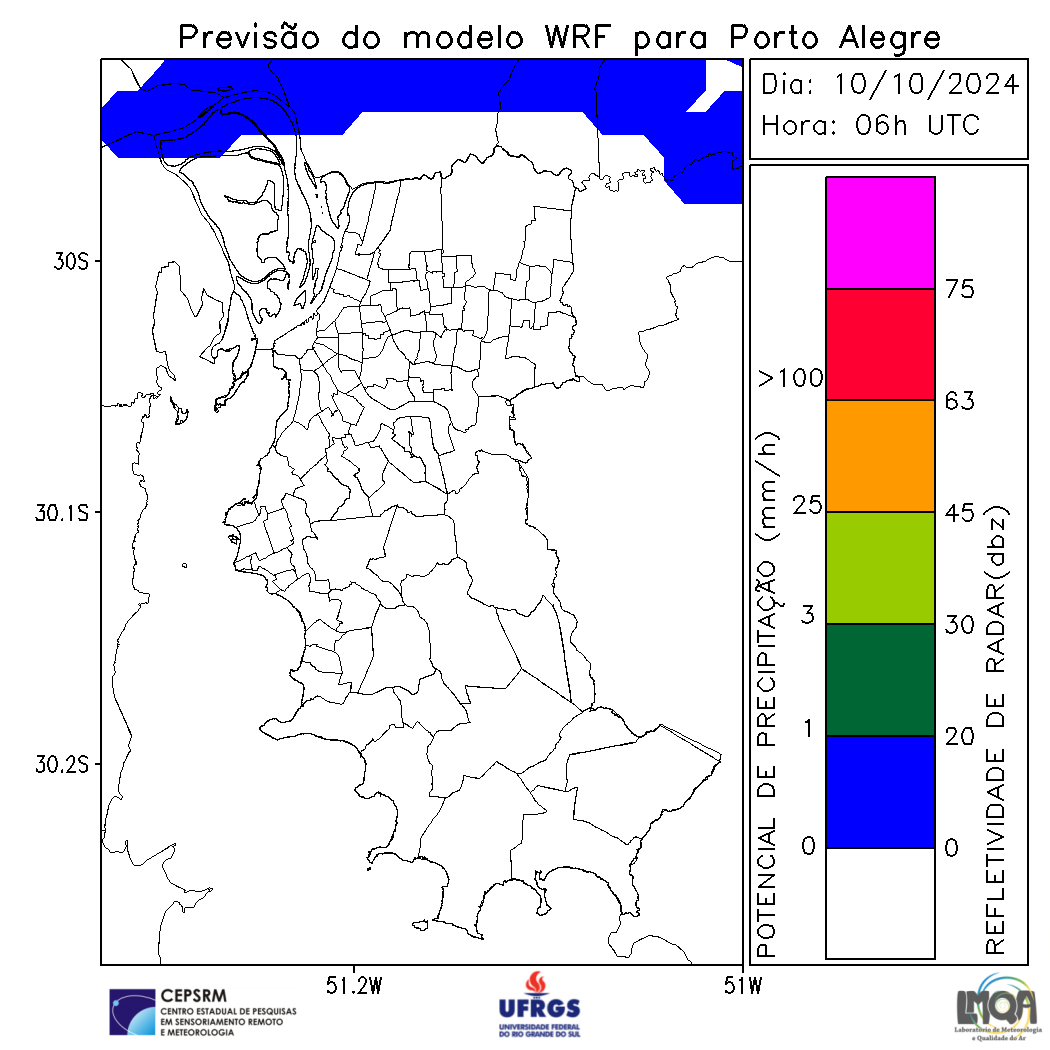 Previsão do modelo WRF para Porto Alegre
Dia: 10/10/2024
Hora: 06h UTC
30S
30.1S
30.2S
51.2W
51W
POTENCIAL DE PRECIPITAÇÃO (mm/h)
>100
25
3
1
0
75
63
45
30
20
0
REFLETIVIDADE DE RADAR(dbz)
CEPSRM
CENTRO ESTADUAL DE PESQUISAS
EM SENSORIAMENTO REMOTO
E METEOROLOGIA
UFRGS
UNIVERSIDADE FEDERAL
DO RIO GRANDE DO SUL
LMQA
Laboratório de Meteorologia
e Qualidade do Ar